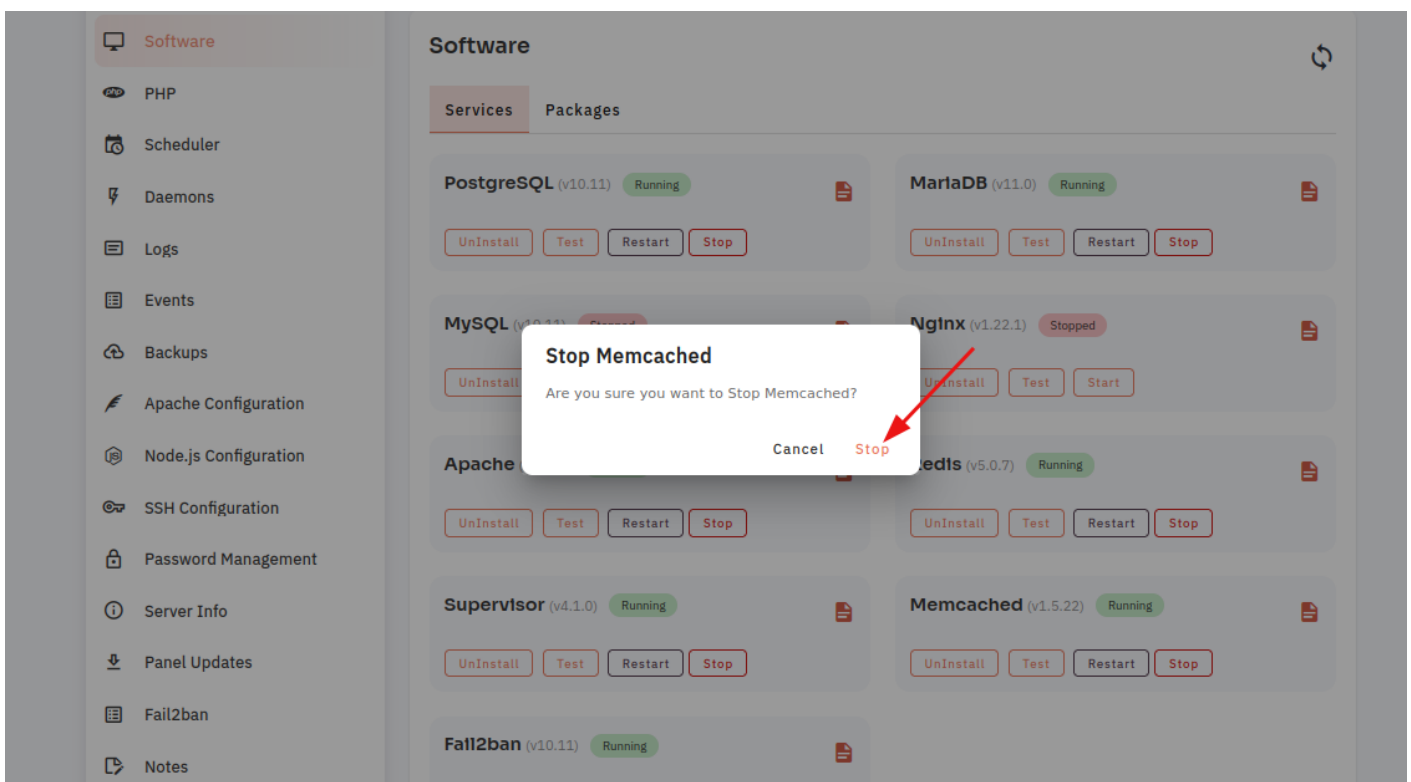 Software
PHP
Scheduler
Daemons
Logs
Events
Backups
Apache Configuration
Node.js Configuration
SSH Configuration
Password Management
Server Info
Panel Updates
Fail2ban
Notes
Software
Services Packages
PostgreSQL (v10.11) Running
UnInstall Test Restart Stop
MariaDB (v11.0) Running
UnInstall Test Restart Stop
MySQL (v10.11) Stopped
UnInstall
Nginx (v1.22.1) Stopped
UnInstall Test Start
Stop Memcached
Are you sure you want to Stop Memcached?
Cancel Stop
Apache
UnInstall Test Restart Stop
Redis (v5.0.7) Running
UnInstall Test Restart Stop
Supervisor (v4.1.0) Running
UnInstall Test Restart Stop
Memcached (v1.5.22) Running
UnInstall Test Restart Stop
Fail2ban (v10.11) Running